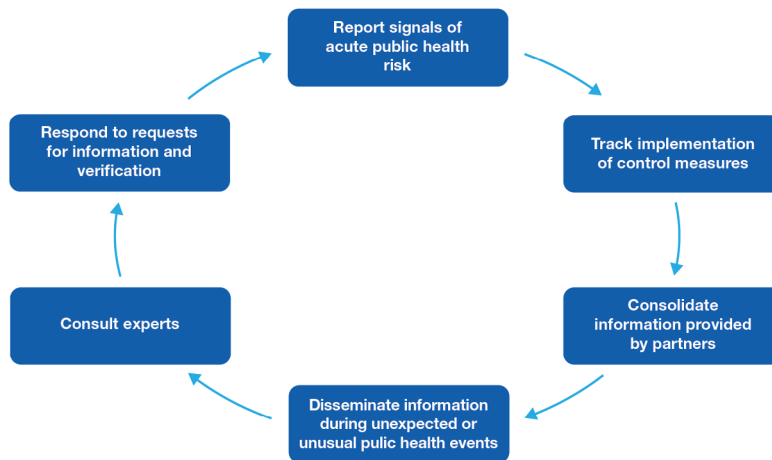 Report signals of
acute public health
risk
Track implementation
of control measures
Consolidate
information provided
by partners
Disseminate information
during unexpected or
unusual pulic health events
Consult experts
Respond to requests
for information and
verification